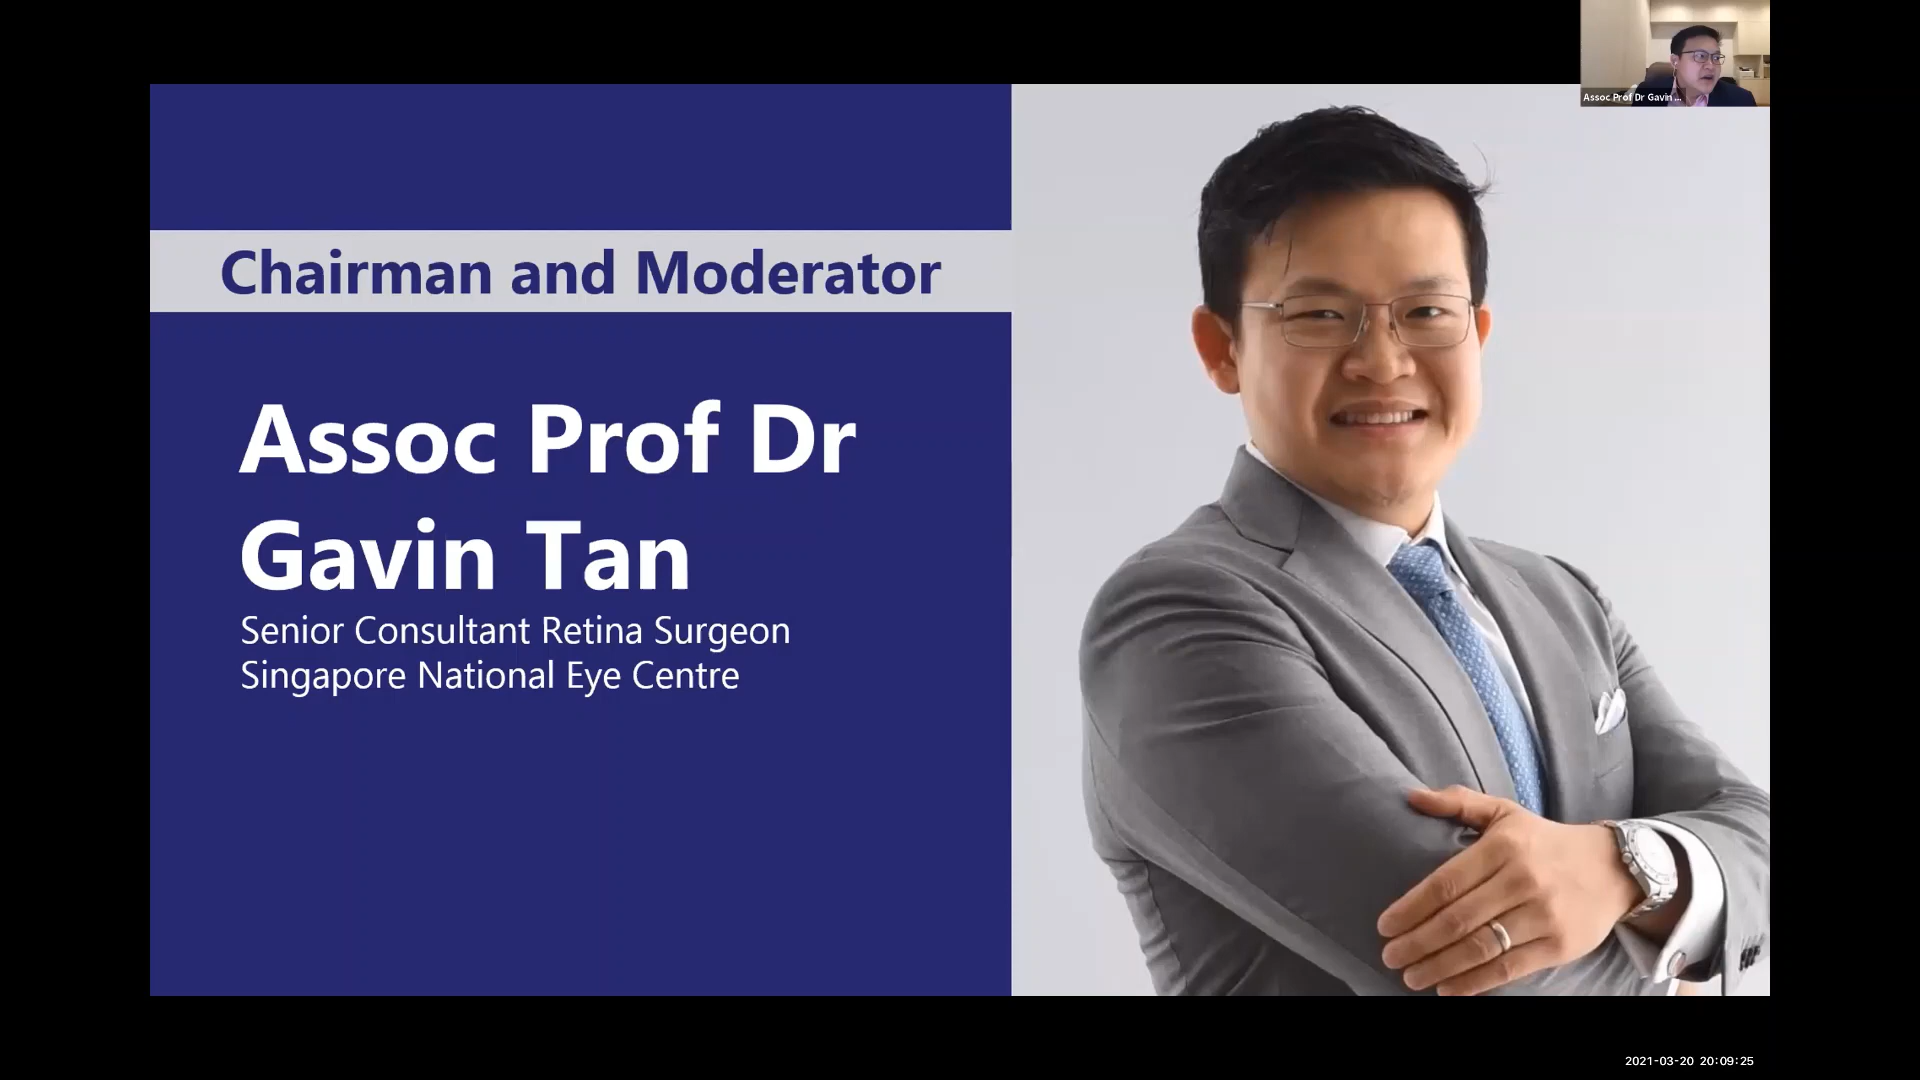 Assoc Prof Dr Gavin ...
Chairman and Moderator
Assoc Prof Dr
Gavin Tan
Senior Consultant Retina Surgeon
Singapore National Eye Centre
2021-03-20 20:09:25